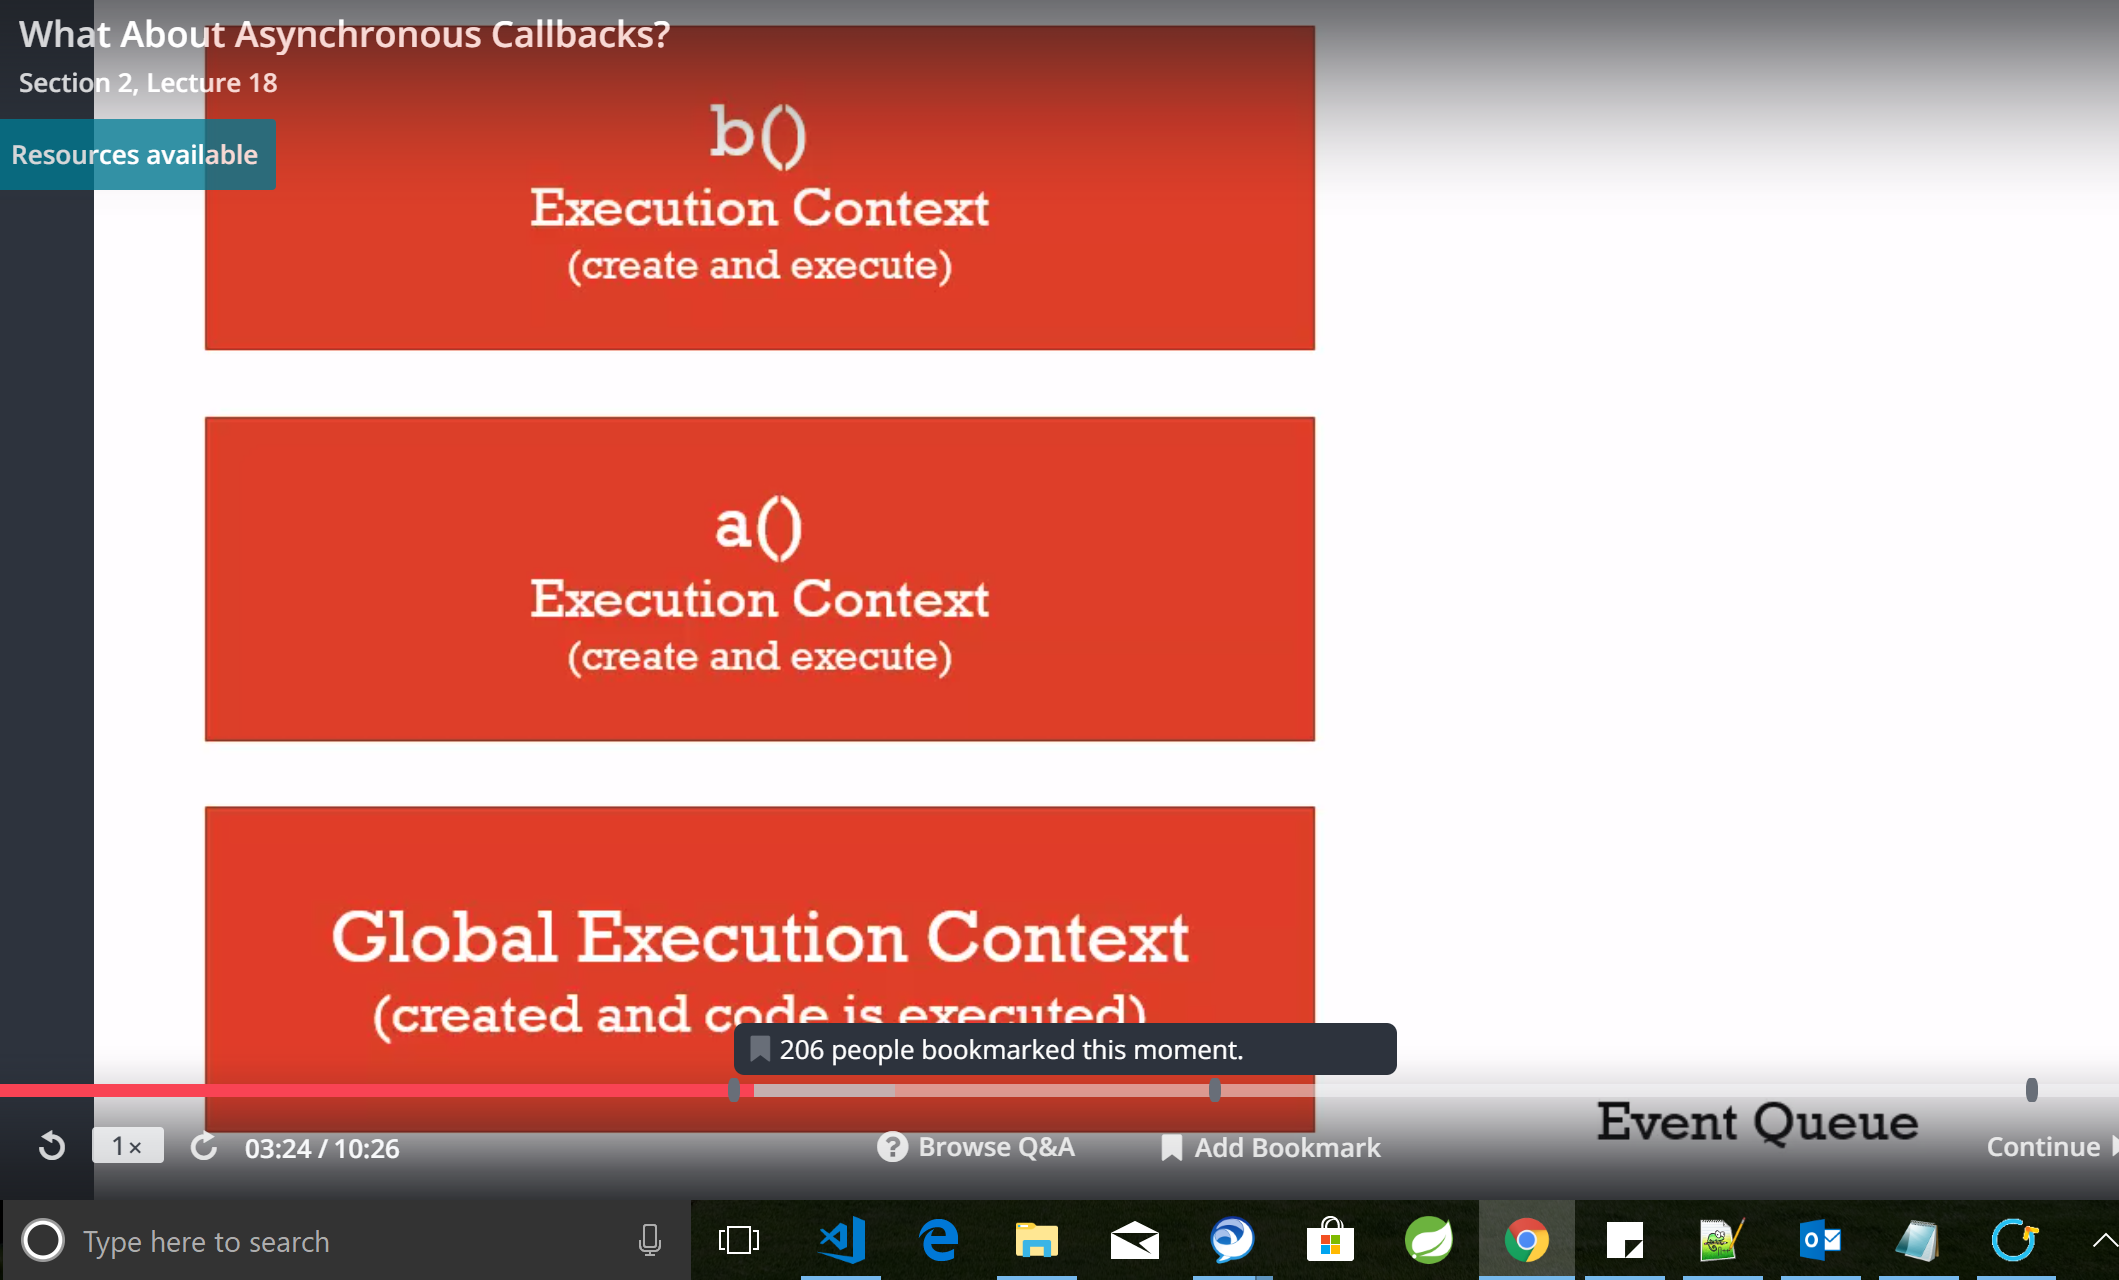 What About Asynchronous Callbacks?
Section 2, Lecture 18
Resources available
b()
Execution Context
(create and execute)
a()
Execution Context
(create and execute)
Global Execution Context
(created and code is executed)
206 people bookmarked this moment.
Event Queue
1×
03:24 / 10:26
? Browse Q&A
Add Bookmark
Continue
Type here to search